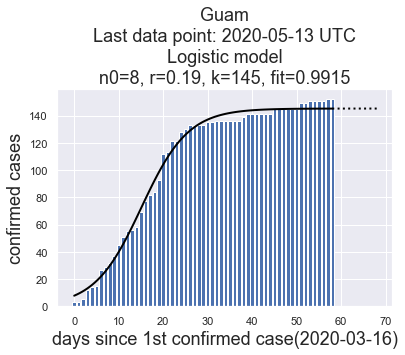 Guam
Last data point: 2020-05-13 UTC
Logistic model
n0=8, r=0.19, k=145, fit=0.9915
140
120
100
80
60
40
20
0
confirmed cases
0 10 20 30 40 50 60 70
days since 1st confirmed case(2020-03-16)